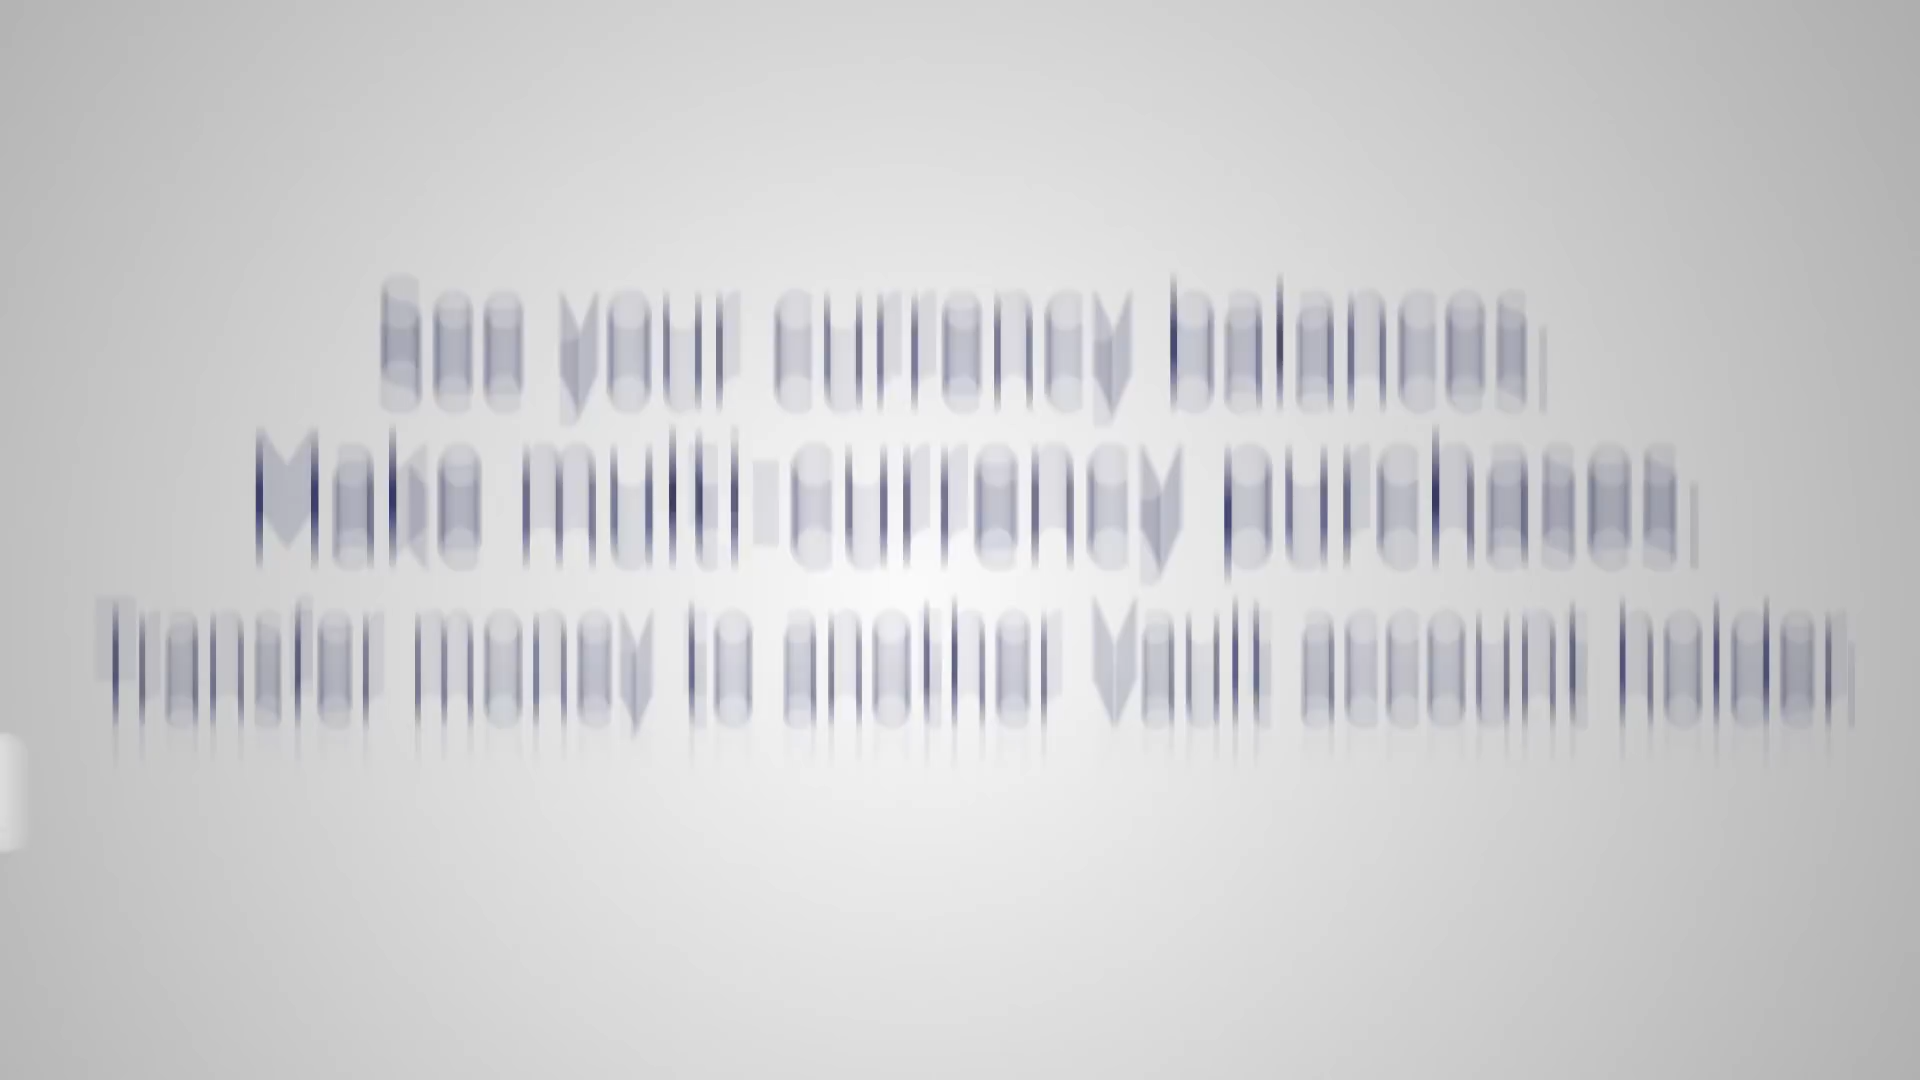 See your currency balances.
Make multi-currency purchases.
Transfer money to another Vault account holder.